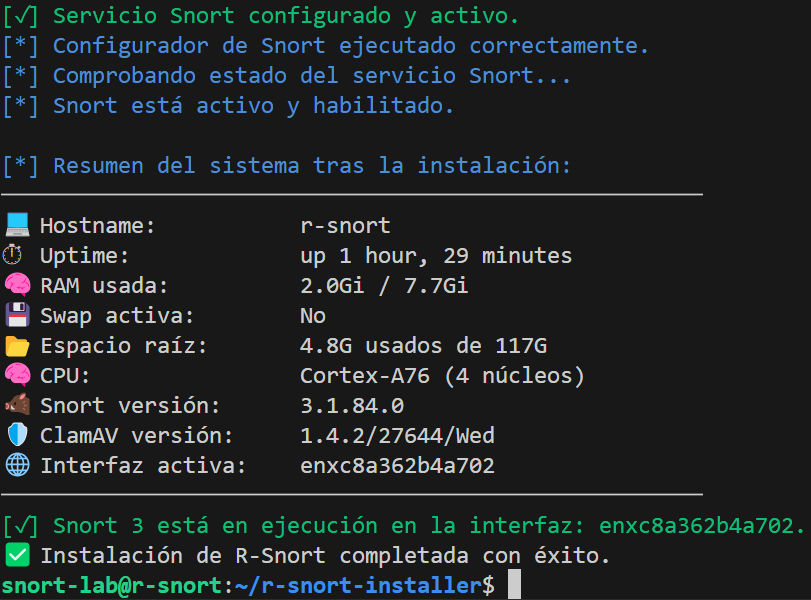 [√] Servicio Snort configurado y activo.
[*] Configurador de Snort ejecutado correctamente.
[*] Comprobando estado del servicio Snort...
[*] Snort está activo y habilitado.
[*] Resumen del sistema tras la instalación:
💻 Hostname: r-snort
⏱ Uptime: up 1 hour, 29 minutes
🧠 RAM usada: 2.0Gi / 7.7Gi
💾 Swap activa: No
📂 Espacio raíz: 4.8G usados de 117G
🧠 CPU: Cortex-A76 (4 núcleos)
🐗 Snort versión: 3.1.84.0
🛡 ClamAV versión: 1.4.2/27644/Wed
🌐 Interfaz activa: enxc8a362b4a702
[√] Snort 3 está en ejecución en la interfaz: enxc8a362b4a702.
✅ Instalación de R-Snort completada con éxito.
snort-lab@r-snort:~/r-snort-installer$